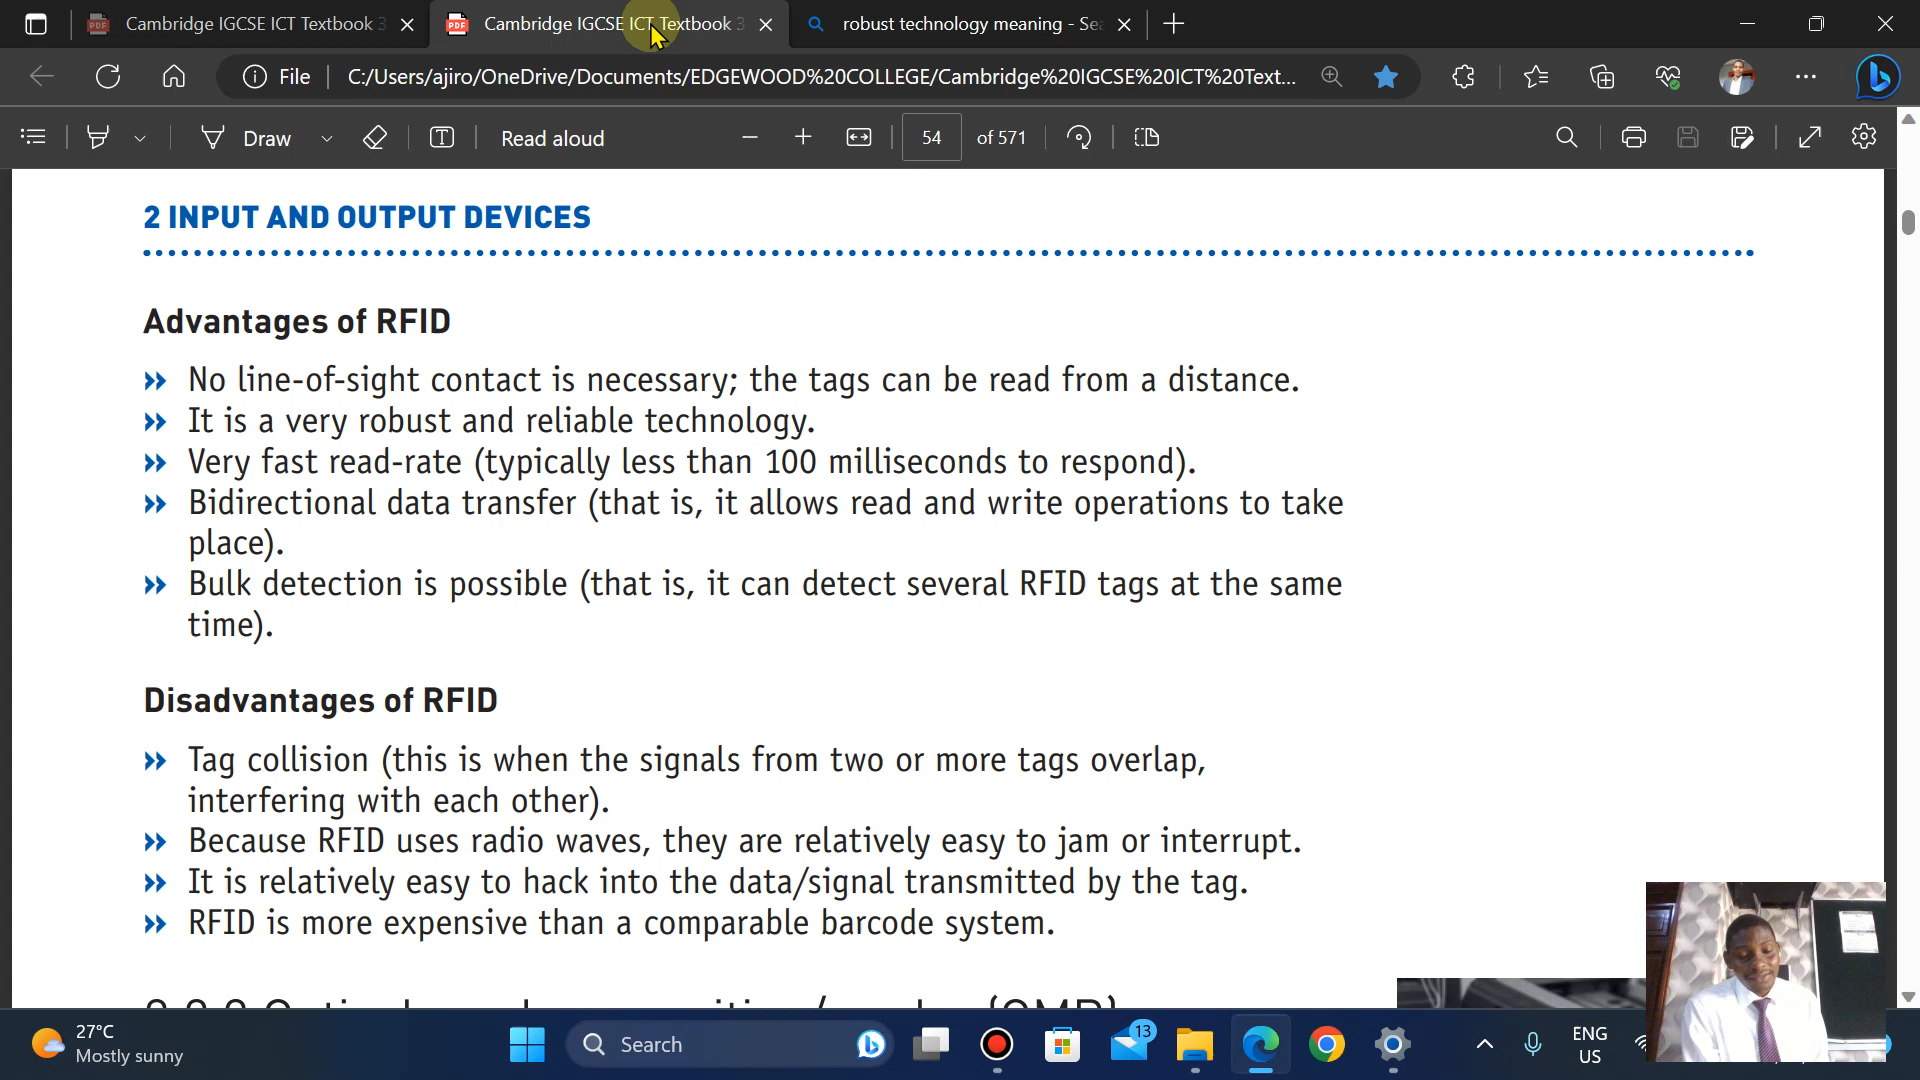 Cambridge IGCSE ICT Textbook 3
Cambridge IGCSE ICT Textbook 3
robust technology meaning - Sea
File
C:/Users/ajiro/OneDrive/Documents/EDGEWOOD%20COLLEGE/Cambridge%20IGCSE%20ICT%20Text...
Draw
Read aloud
54
of 571
2 INPUT AND OUTPUT DEVICES
Advantages of RFID
» No line-of-sight contact is necessary; the tags can be read from a distance.
» It is a very robust and reliable technology.
» Very fast read-rate (typically less than 100 milliseconds to respond).
» Bidirectional data transfer (that is, it allows read and write operations to take
place).
» Bulk detection is possible (that is, it can detect several RFID tags at the same
time).
Disadvantages of RFID
» Tag collision (this is when the signals from two or more tags overlap,
interfering with each other).
» Because RFID uses radio waves, they are relatively easy to jam or interrupt.
» It is relatively easy to hack into the data/signal transmitted by the tag.
» RFID is more expensive than a comparable barcode system.
27°C
Mostly sunny
Search
13
ENG
US